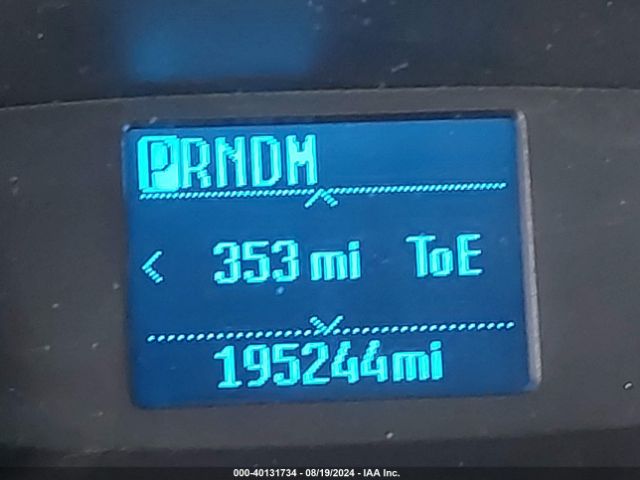 PRNDM
< 353 mi ToE
195244mi
000-40131734 - 08/19/2024 - IAA Inc.